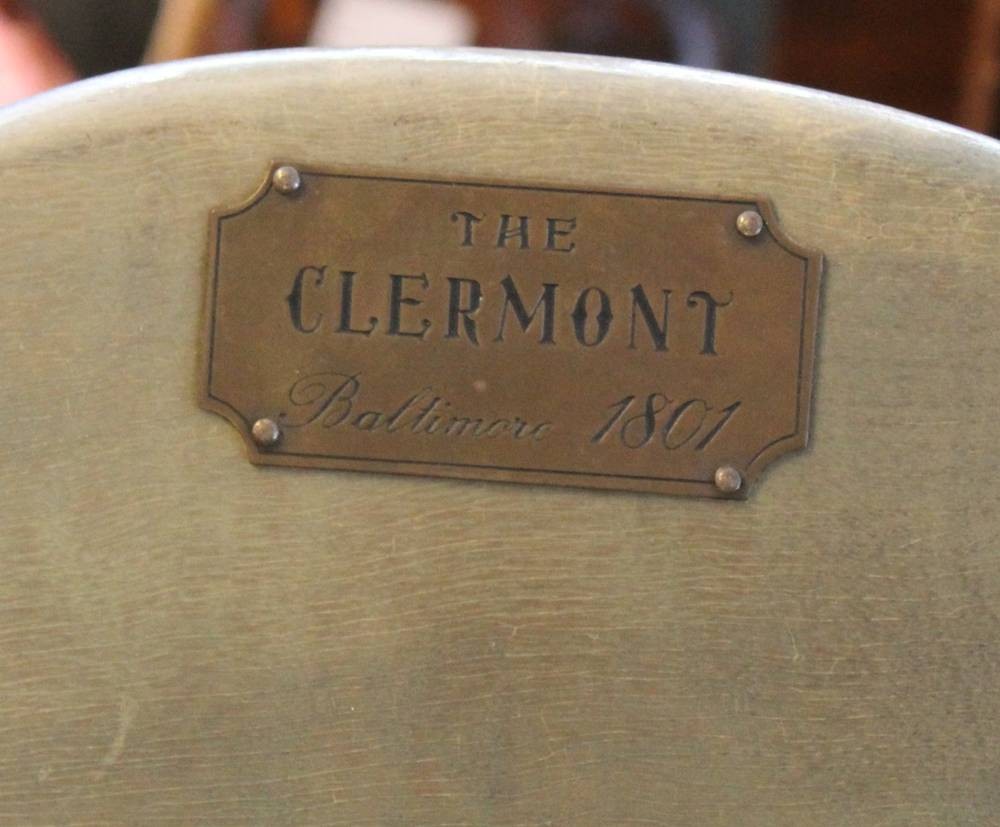 THE
CLERMONT
Baltimore 1801